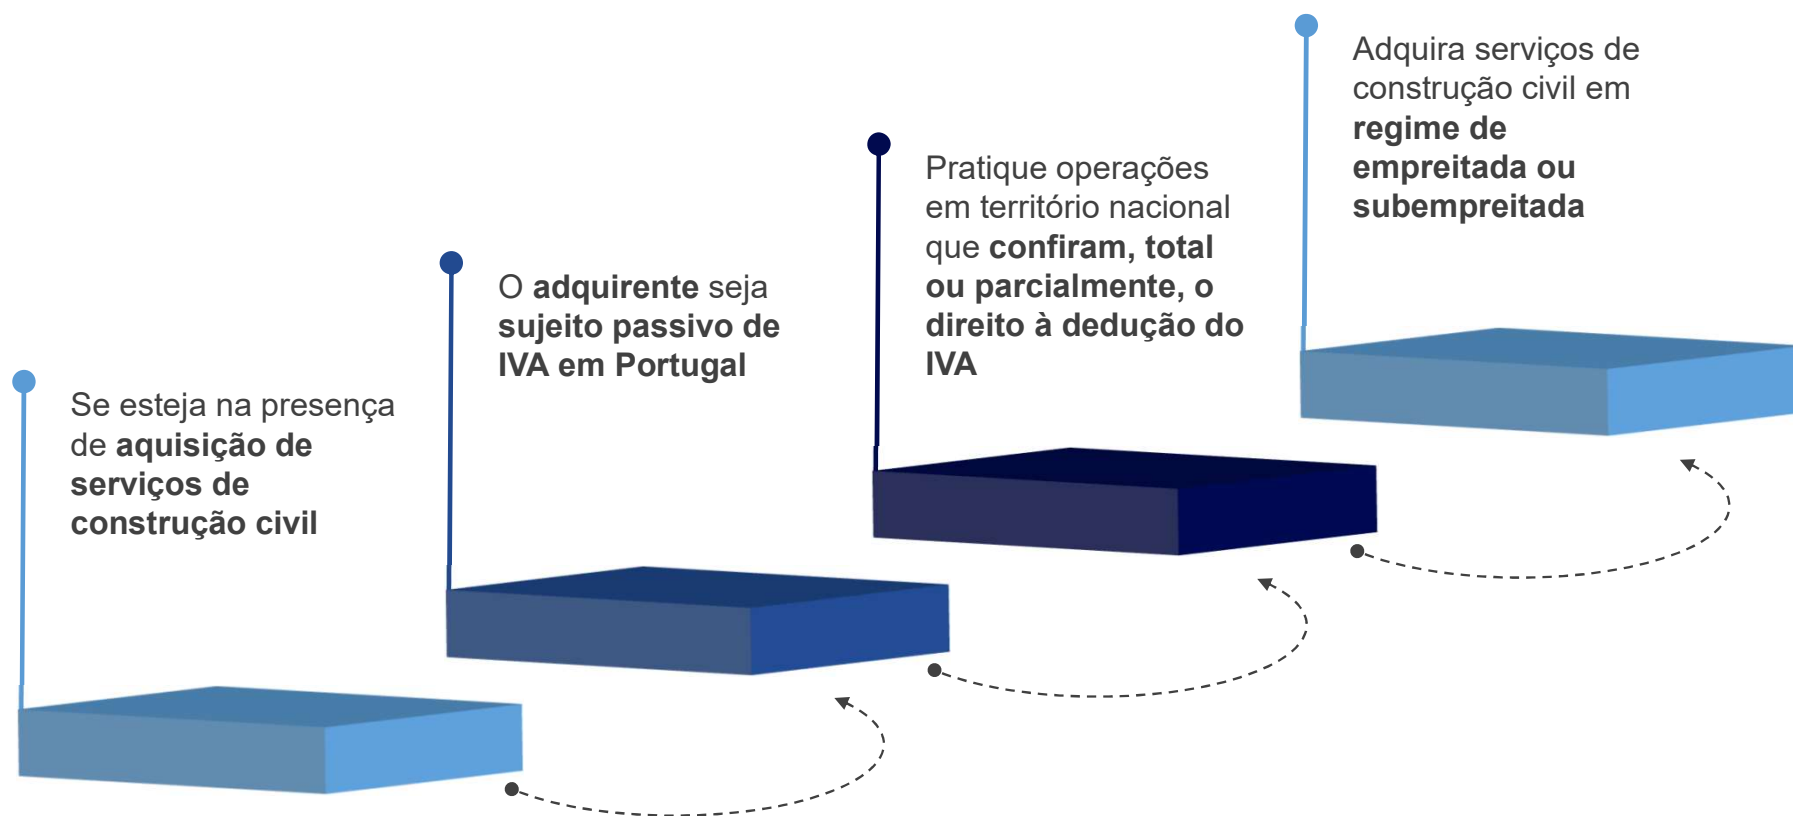 Se esteja na presença
de aquisição de
serviços de
construção civil
O adquirente seja
sujeito passivo de
IVA em Portugal
Pratique operações
em território nacional
que confiram, total
ou parcialmente, o
direito à dedução do
IVA
Adquira serviços de
construção civil em
regime de
empreitada ou
subempreitada